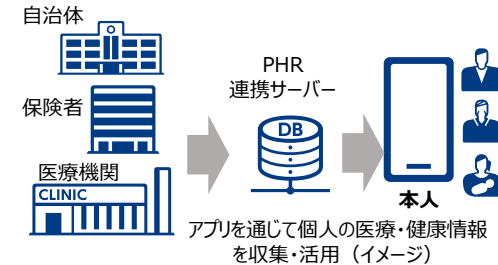 自治体
保険者
医療機関
CLINIC
PHR
連携サーバー
DB
本人
アプリを通じて個人の医療・健康情報
を収集・活用（イメージ）